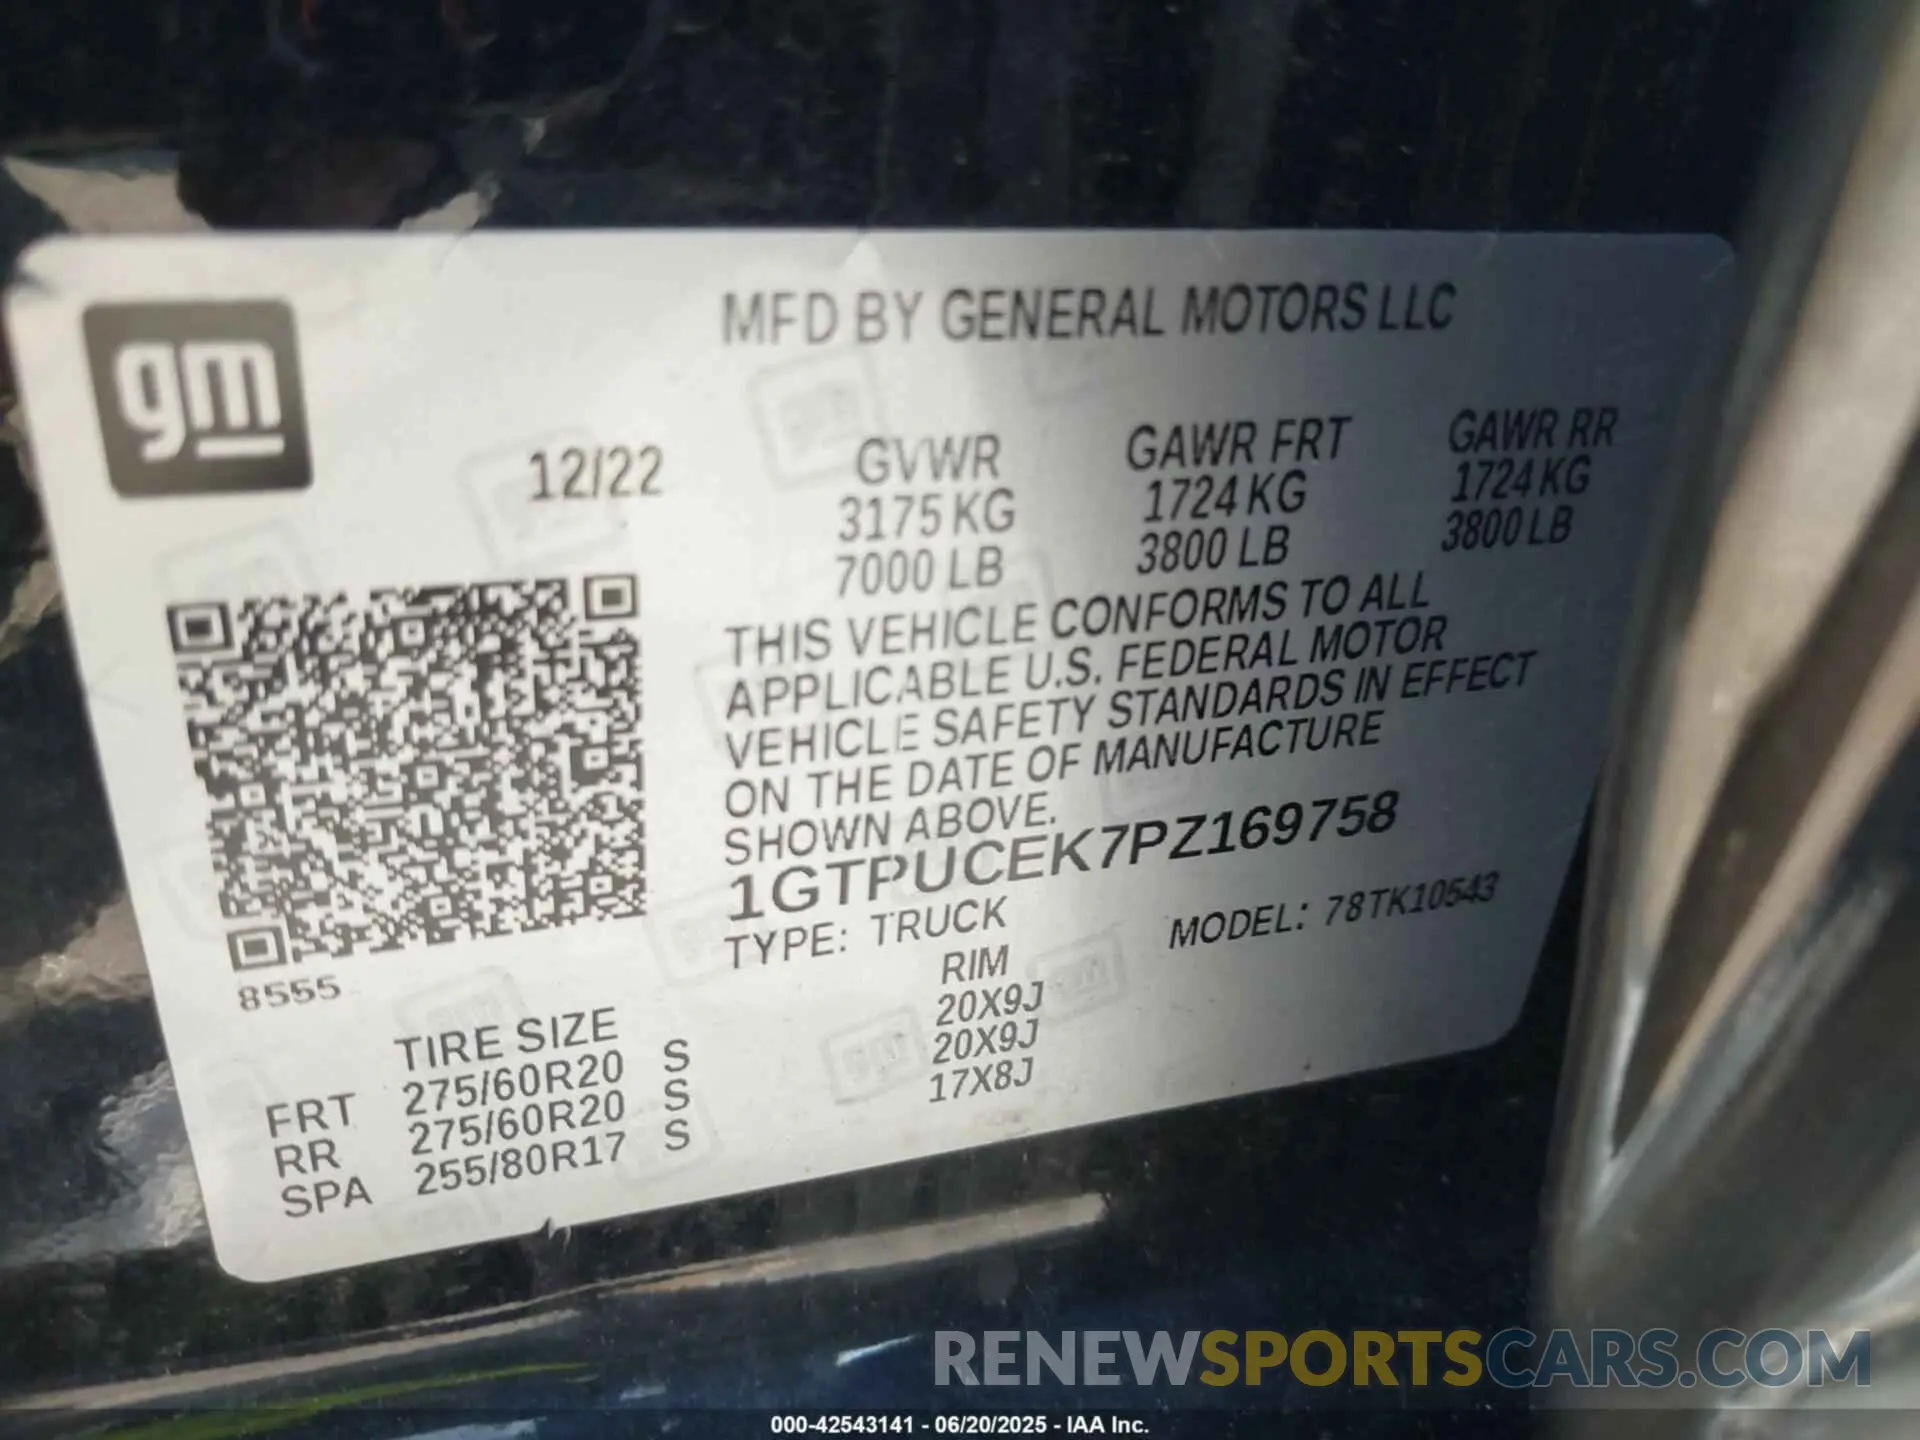 MFD BY GENERAL MOTORS LLC
gm
12/22
GVWR GAWR FRT GAWR RR
3175 KG 1724 KG 1724 KG
7000 LB 3800 LB 3800 LB
THIS VEHICLE CONFORMS TO ALL
APPLICABLE U.S. FEDERAL MOTOR
VEHICLE SAFETY STANDARDS IN EFFECT
ON THE DATE OF MANUFACTURE
SHOWN ABOVE.
1GTPUCEK7PZ169758
TYPE: TRUCK MODEL: 78TK10543
8555
TIRE SIZE RIM
FRT 275/60R20 S 20X9J
RR 275/60R20 S 20X9J
SPA 255/80R17 S 17X8J
RENEWSPORTSCARS.COM
000-42543141 - 06/20/2025 - IAA Inc.